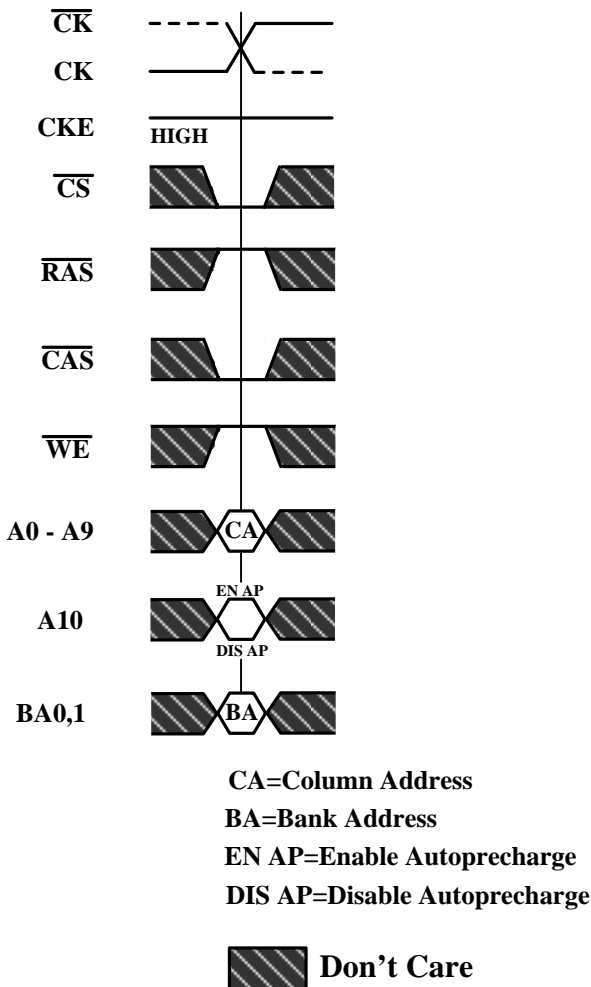 CK
CK
CKE
HIGH
CS
RAS
CAS
WE
A0 - A9
CA
EN AP
A10
DIS AP
BA0,1
BA
CA=Column Address
BA=Bank Address
EN AP=Enable Autoprecharge
DIS AP=Disable Autoprecharge
Don't Care